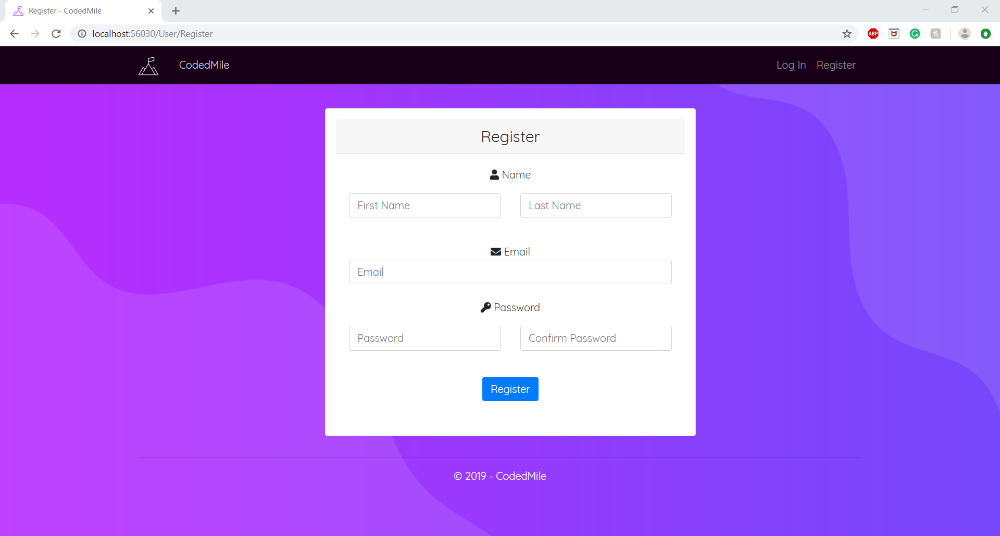 Register - CodedMile
localhost:56030/User/Register
ABP
CodedMile
Log In Register
Register
Name
First Name Last Name
Email
Email
Password
Password Confirm Password
Register
© 2019 - CodedMile